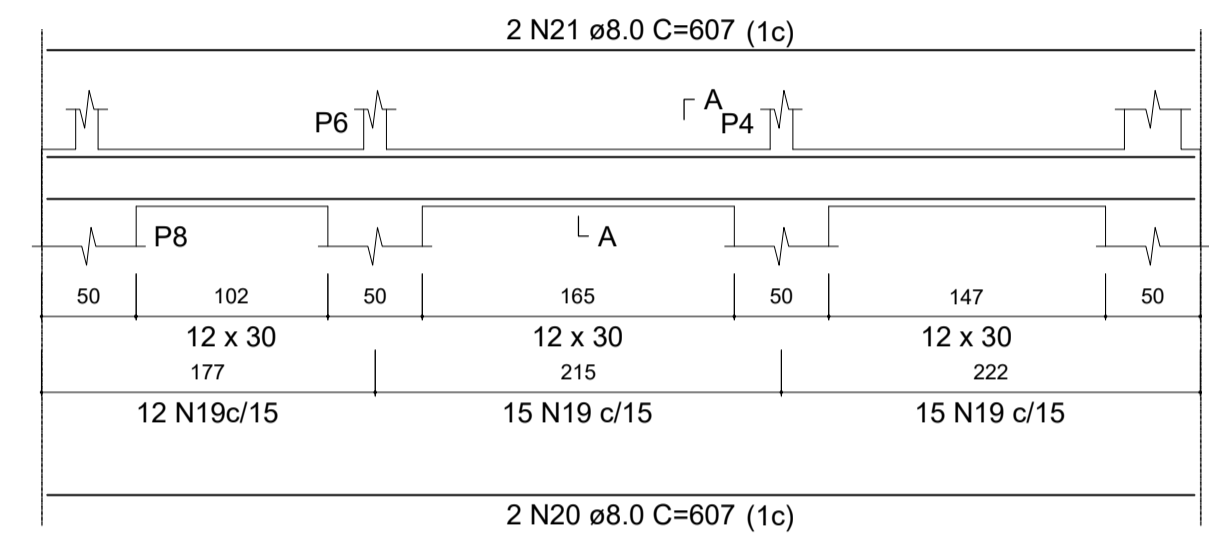 2 N21 ø8.0 C=607 (1c)
A
P6
P4
P8
A
50 102 50 165 50 147 50
12 x 30 12 x 30 12 x 30
177 215 222
12 N19c/15 15 N19 c/15 15 N19 c/15
2 N20 ø8.0 C=607 (1c)